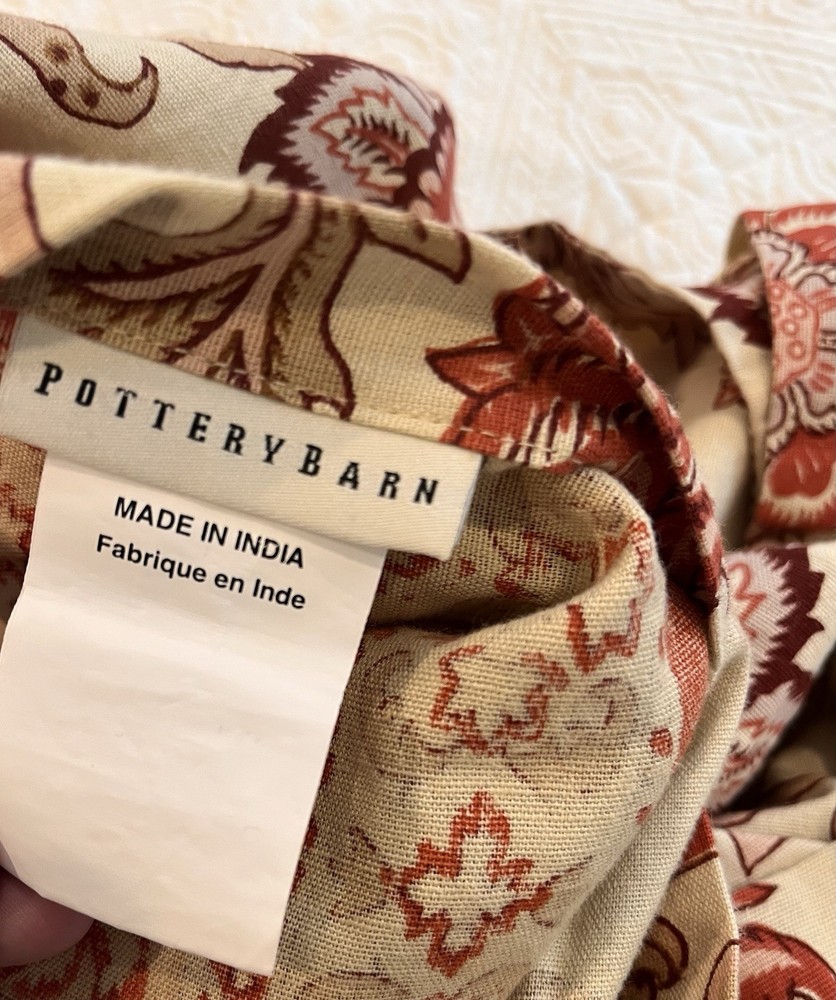 POTTERYBARN
MADE IN INDIA
Fabrique en Inde